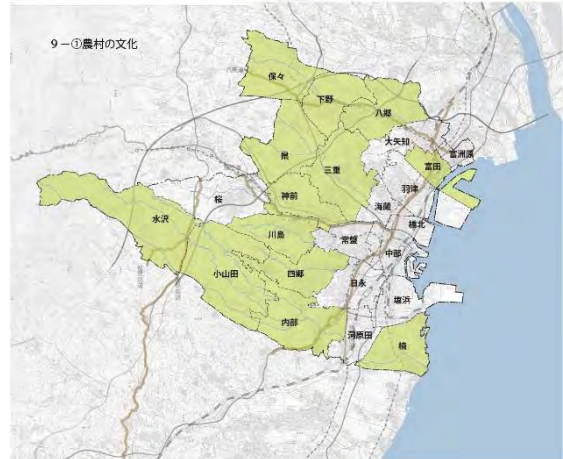 9-①農村の文化
保々
下野
八郷
大矢知
富洲原
富田
県
三重
羽津
神前
海蔵
桜
水沢
橋北
川島
常磐
中部
小山田
四郷
日永
塩浜
内部
河原田
楠